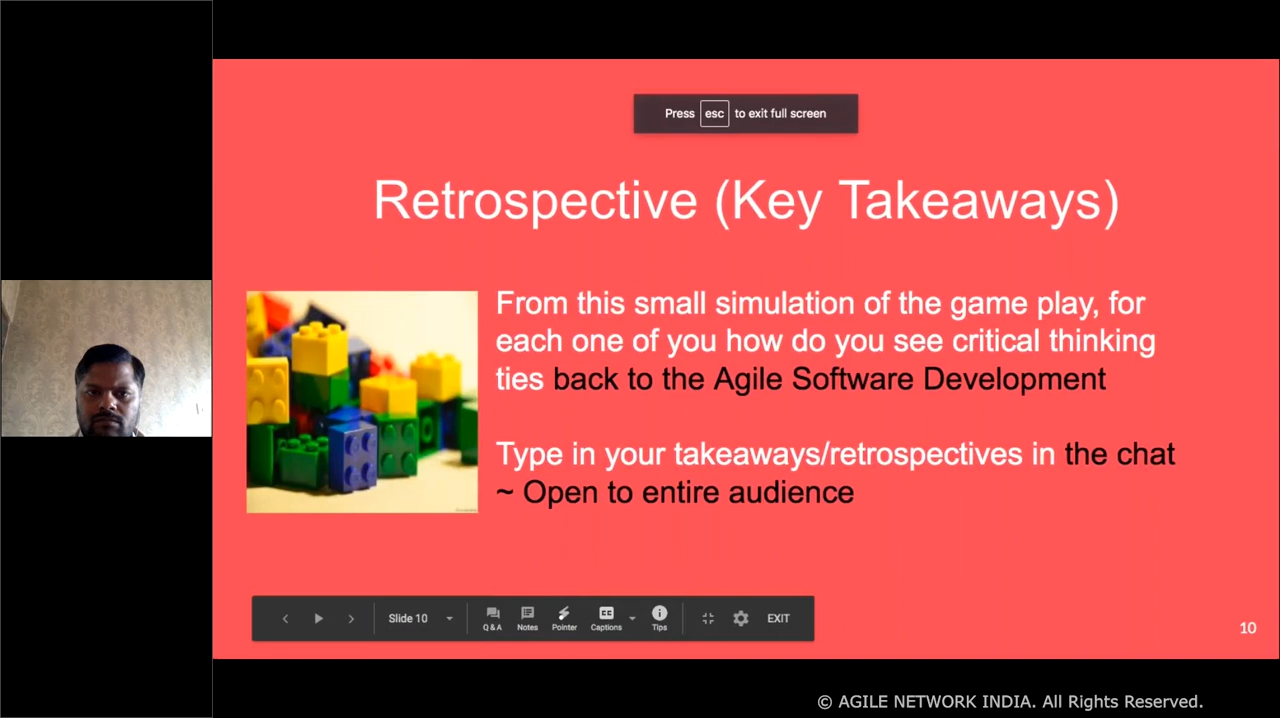 Press esc to exit full screen
Retrospective (Key Takeaways)
From this small simulation of the game play, for
each one of you how do you see critical thinking
ties back to the Agile Software Development
Type in your takeaways/retrospectives in the chat
~ Open to entire audience
Slide 10
Q & A
Notes
Pointer
CC
Captions
Tips
EXIT
10
© AGILE NETWORK INDIA. All Rights Reserved.